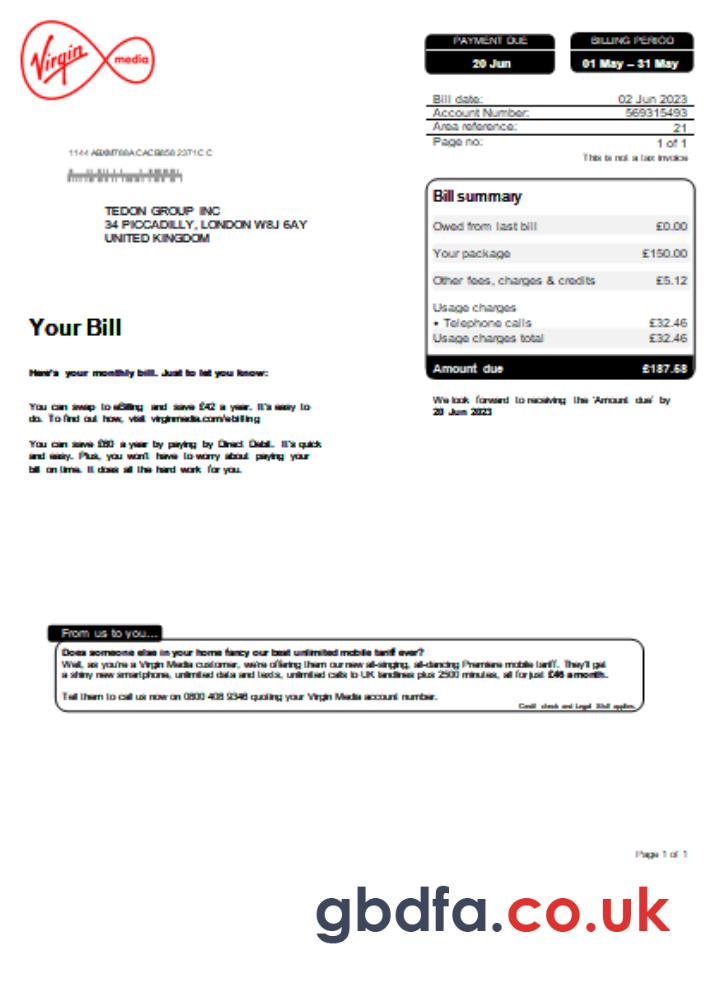 Virgin media
PAYMENT DUE
20 Jun
BILLING PERIOD
01 May – 31 May
Bill date: 02 Jun 2023
Account Number: 569315493
Area reference: 21
Page no: 1 of 1
This is not a tax invoice
TEDON GROUP INC
34 PICCADILLY, LONDON W8J 6AY
UNITED KINGDOM
Bill summary
Owed from last bill £0.00
Your package £150.00
Other fees, charges & credits £5.12
Usage charges
• Telephone calls £32.46
Usage charges total £32.46
Amount due £187.58
We look forward to receiving the 'Amount due' by
20 Jun 2023
Your Bill
Here's your monthly bill. Just to let you know:
You can swap to eBilling and save £42 a year. It's easy to
do. To find out how, visit virginmedia.com/ebilling
You can save £60 a year by paying by Direct Debit. It's quick
and easy. Plus, you won't have to worry about paying your
bill on time. It does all the hard work for you.
From us to you...
Does someone else in your home fancy our best unlimited mobile tariff ever?
Well, as you're a Virgin Media customer, we're offering them our new all-singing, all-dancing Premiere mobile tariff. They'll get
a shiny new smartphone, unlimited data and texts, unlimited calls to UK landlines plus 2500 minutes, all for just £46 a month.
Tell them to call us now on 0800 408 9346 quoting your Virgin Media account number.
Credit check and Legal Stuff applies.
Page 1 of 1
gbdfa.co.uk